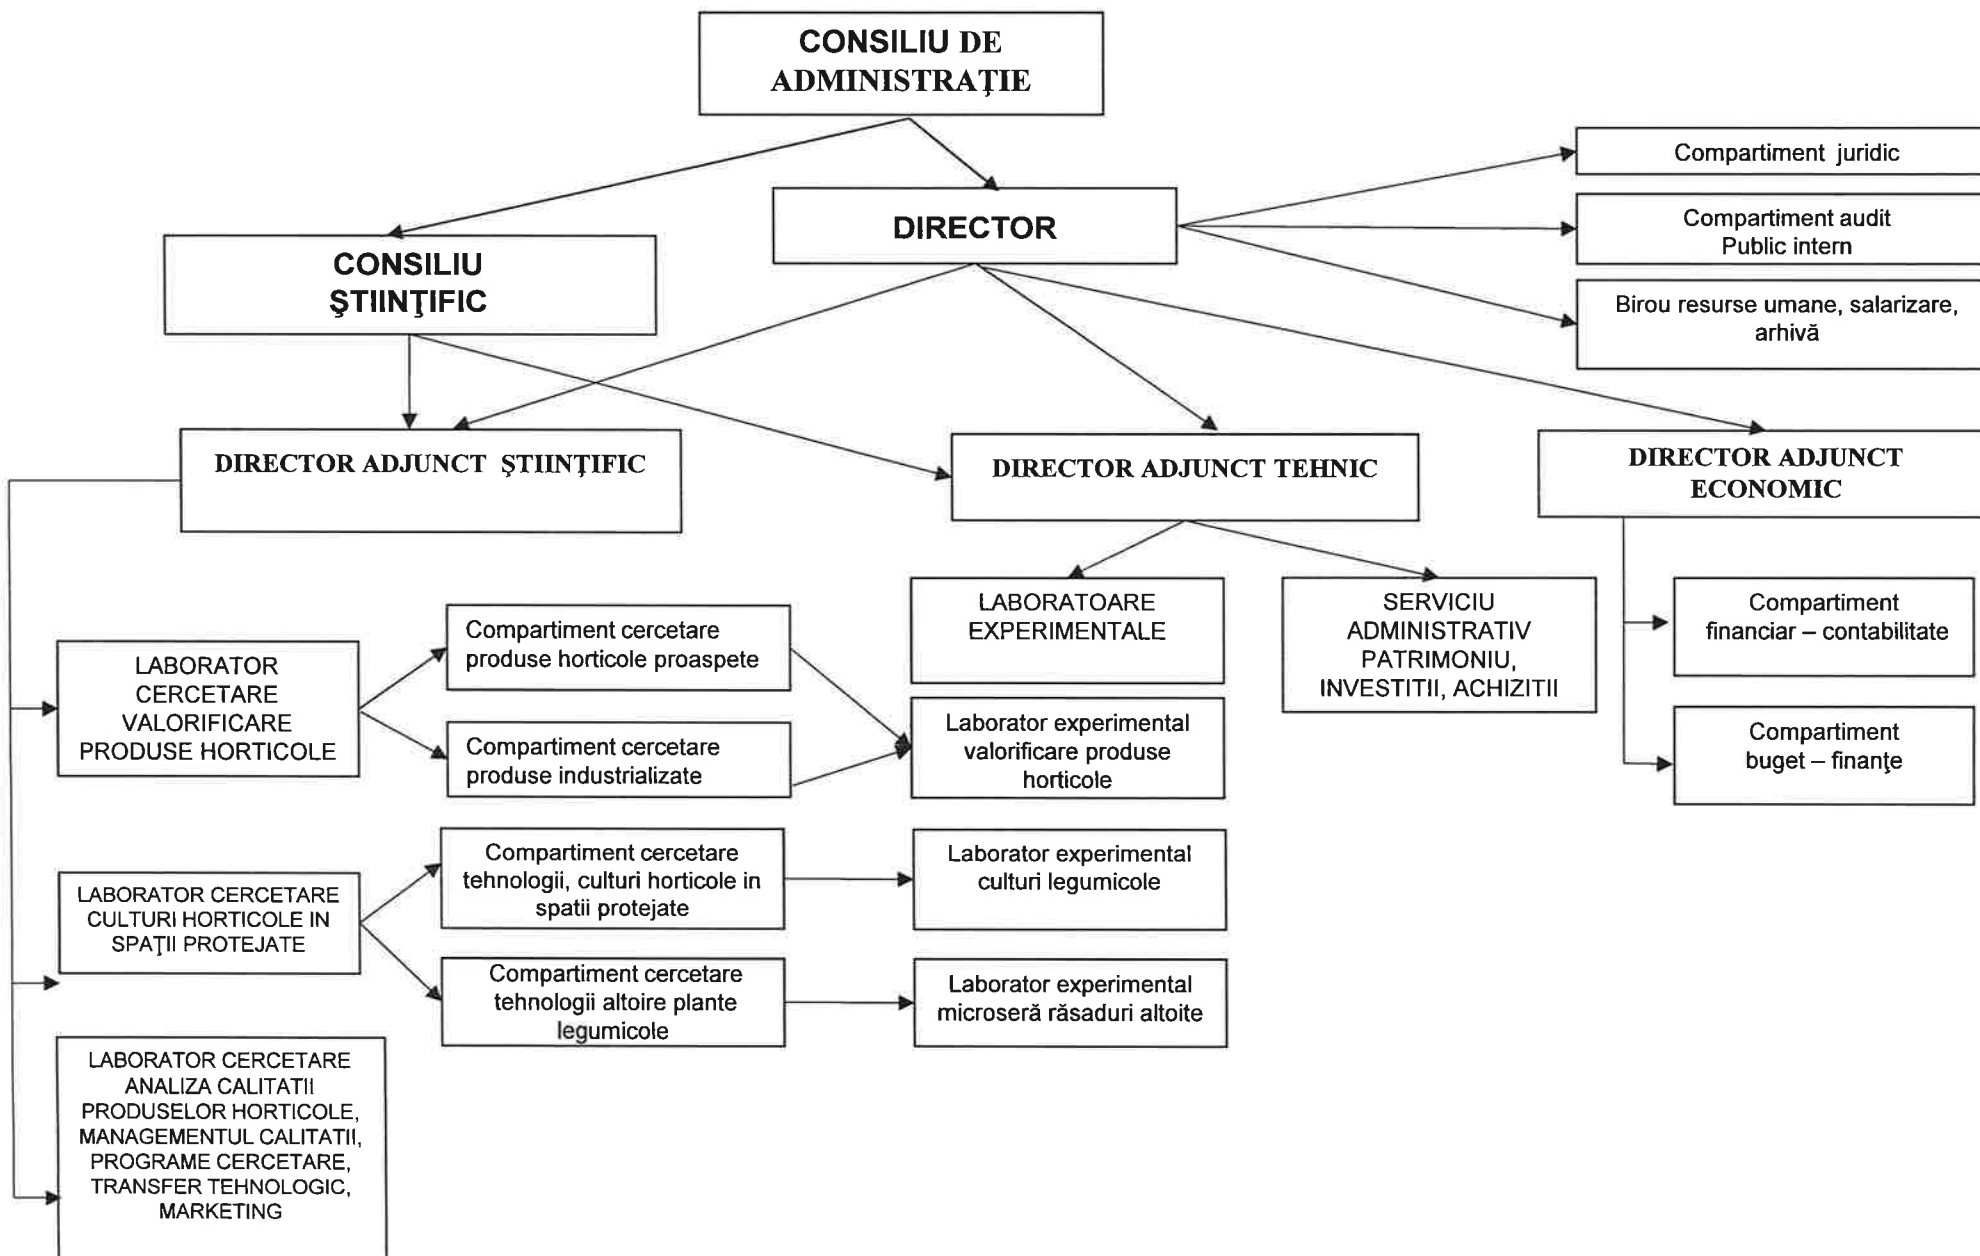 CONSILIU DE
ADMINISTRAŢIE
Compartiment juridic
Compartiment audit
Public intern
Birou resurse umane, salarizare,
arhivă
DIRECTOR
CONSILIU
ŞTIINŢIFIC
DIRECTOR ADJUNCT ŞTIINŢIFIC
DIRECTOR ADJUNCT TEHNIC
DIRECTOR ADJUNCT
ECONOMIC
LABORATOARE
EXPERIMENTALE
SERVICIU
ADMINISTRATIV
PATRIMONIU,
INVESTITII, ACHIZITII
Compartiment
financiar – contabilitate
Compartiment
buget – finanţe
LABORATOR
CERCETARE
VALORIFICARE
PRODUSE HORTICOLE
Compartiment cercetare
produse horticole proaspete
Compartiment cercetare
produse industrializate
Laborator experimental
valorificare produse
horticole
LABORATOR CERCETARE
CULTURI HORTICOLE IN
SPAŢII PROTEJATE
Compartiment cercetare
tehnologii, culturi horticole in
spatii protejate
Laborator experimental
culturi legumicole
Compartiment cercetare
tehnologii altoire plante
legumicole
Laborator experimental
microseră răsaduri altoite
LABORATOR CERCETARE
ANALIZA CALITATII
PRODUSELOR HORTICOLE,
MANAGEMENTUL CALITATII,
PROGRAME CERCETARE,
TRANSFER TEHNOLOGIC,
MARKETING